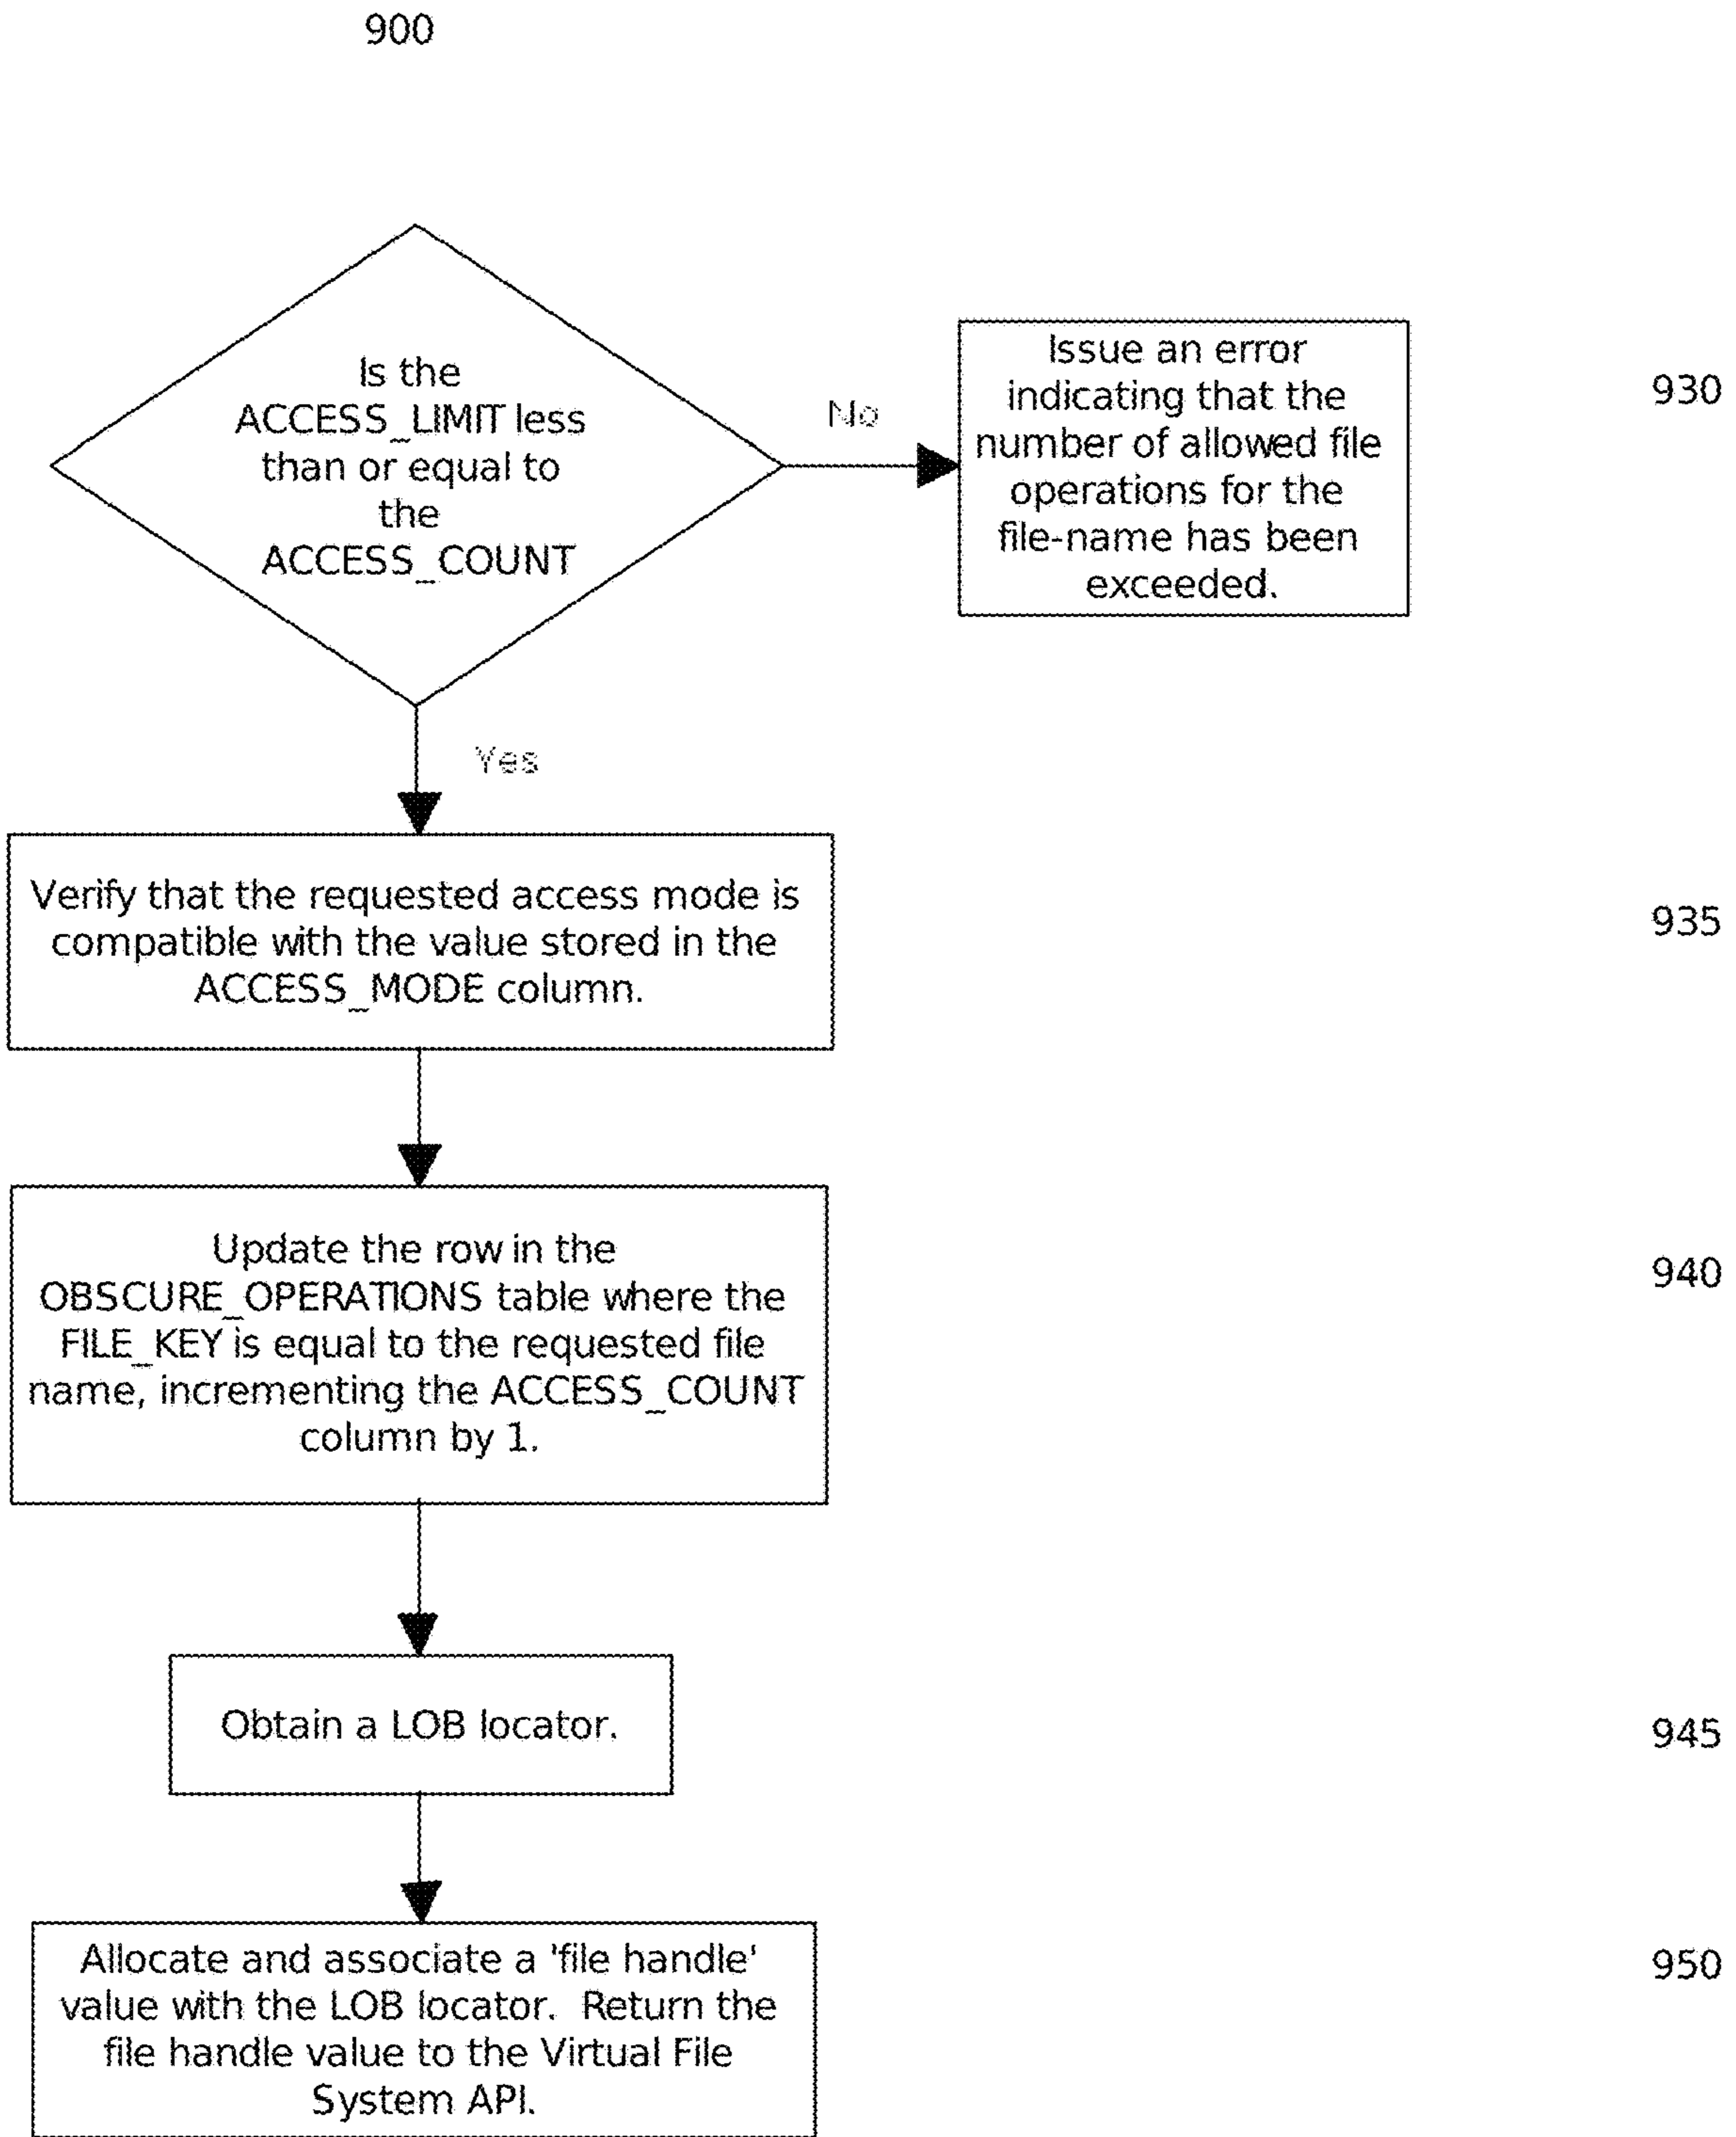 900
Is the
ACCESS_LIMIT less
than or equal to
the
ACCESS_COUNT
No
Issue an error
indicating that the
number of allowed file
operations for the
file-name has been
exceeded.
930
Yes
Verify that the requested access mode is
compatible with the value stored in the
ACCESS_MODE column.
935
Update the row in the
OBSCURE_OPERATIONS table where the
FILE_KEY is equal to the requested file
name, incrementing the ACCESS_COUNT
column by 1.
940
Obtain a LOB locator.
945
Allocate and associate a 'file handle'
value with the LOB locator. Return the
file handle value to the Virtual File
System API.
950